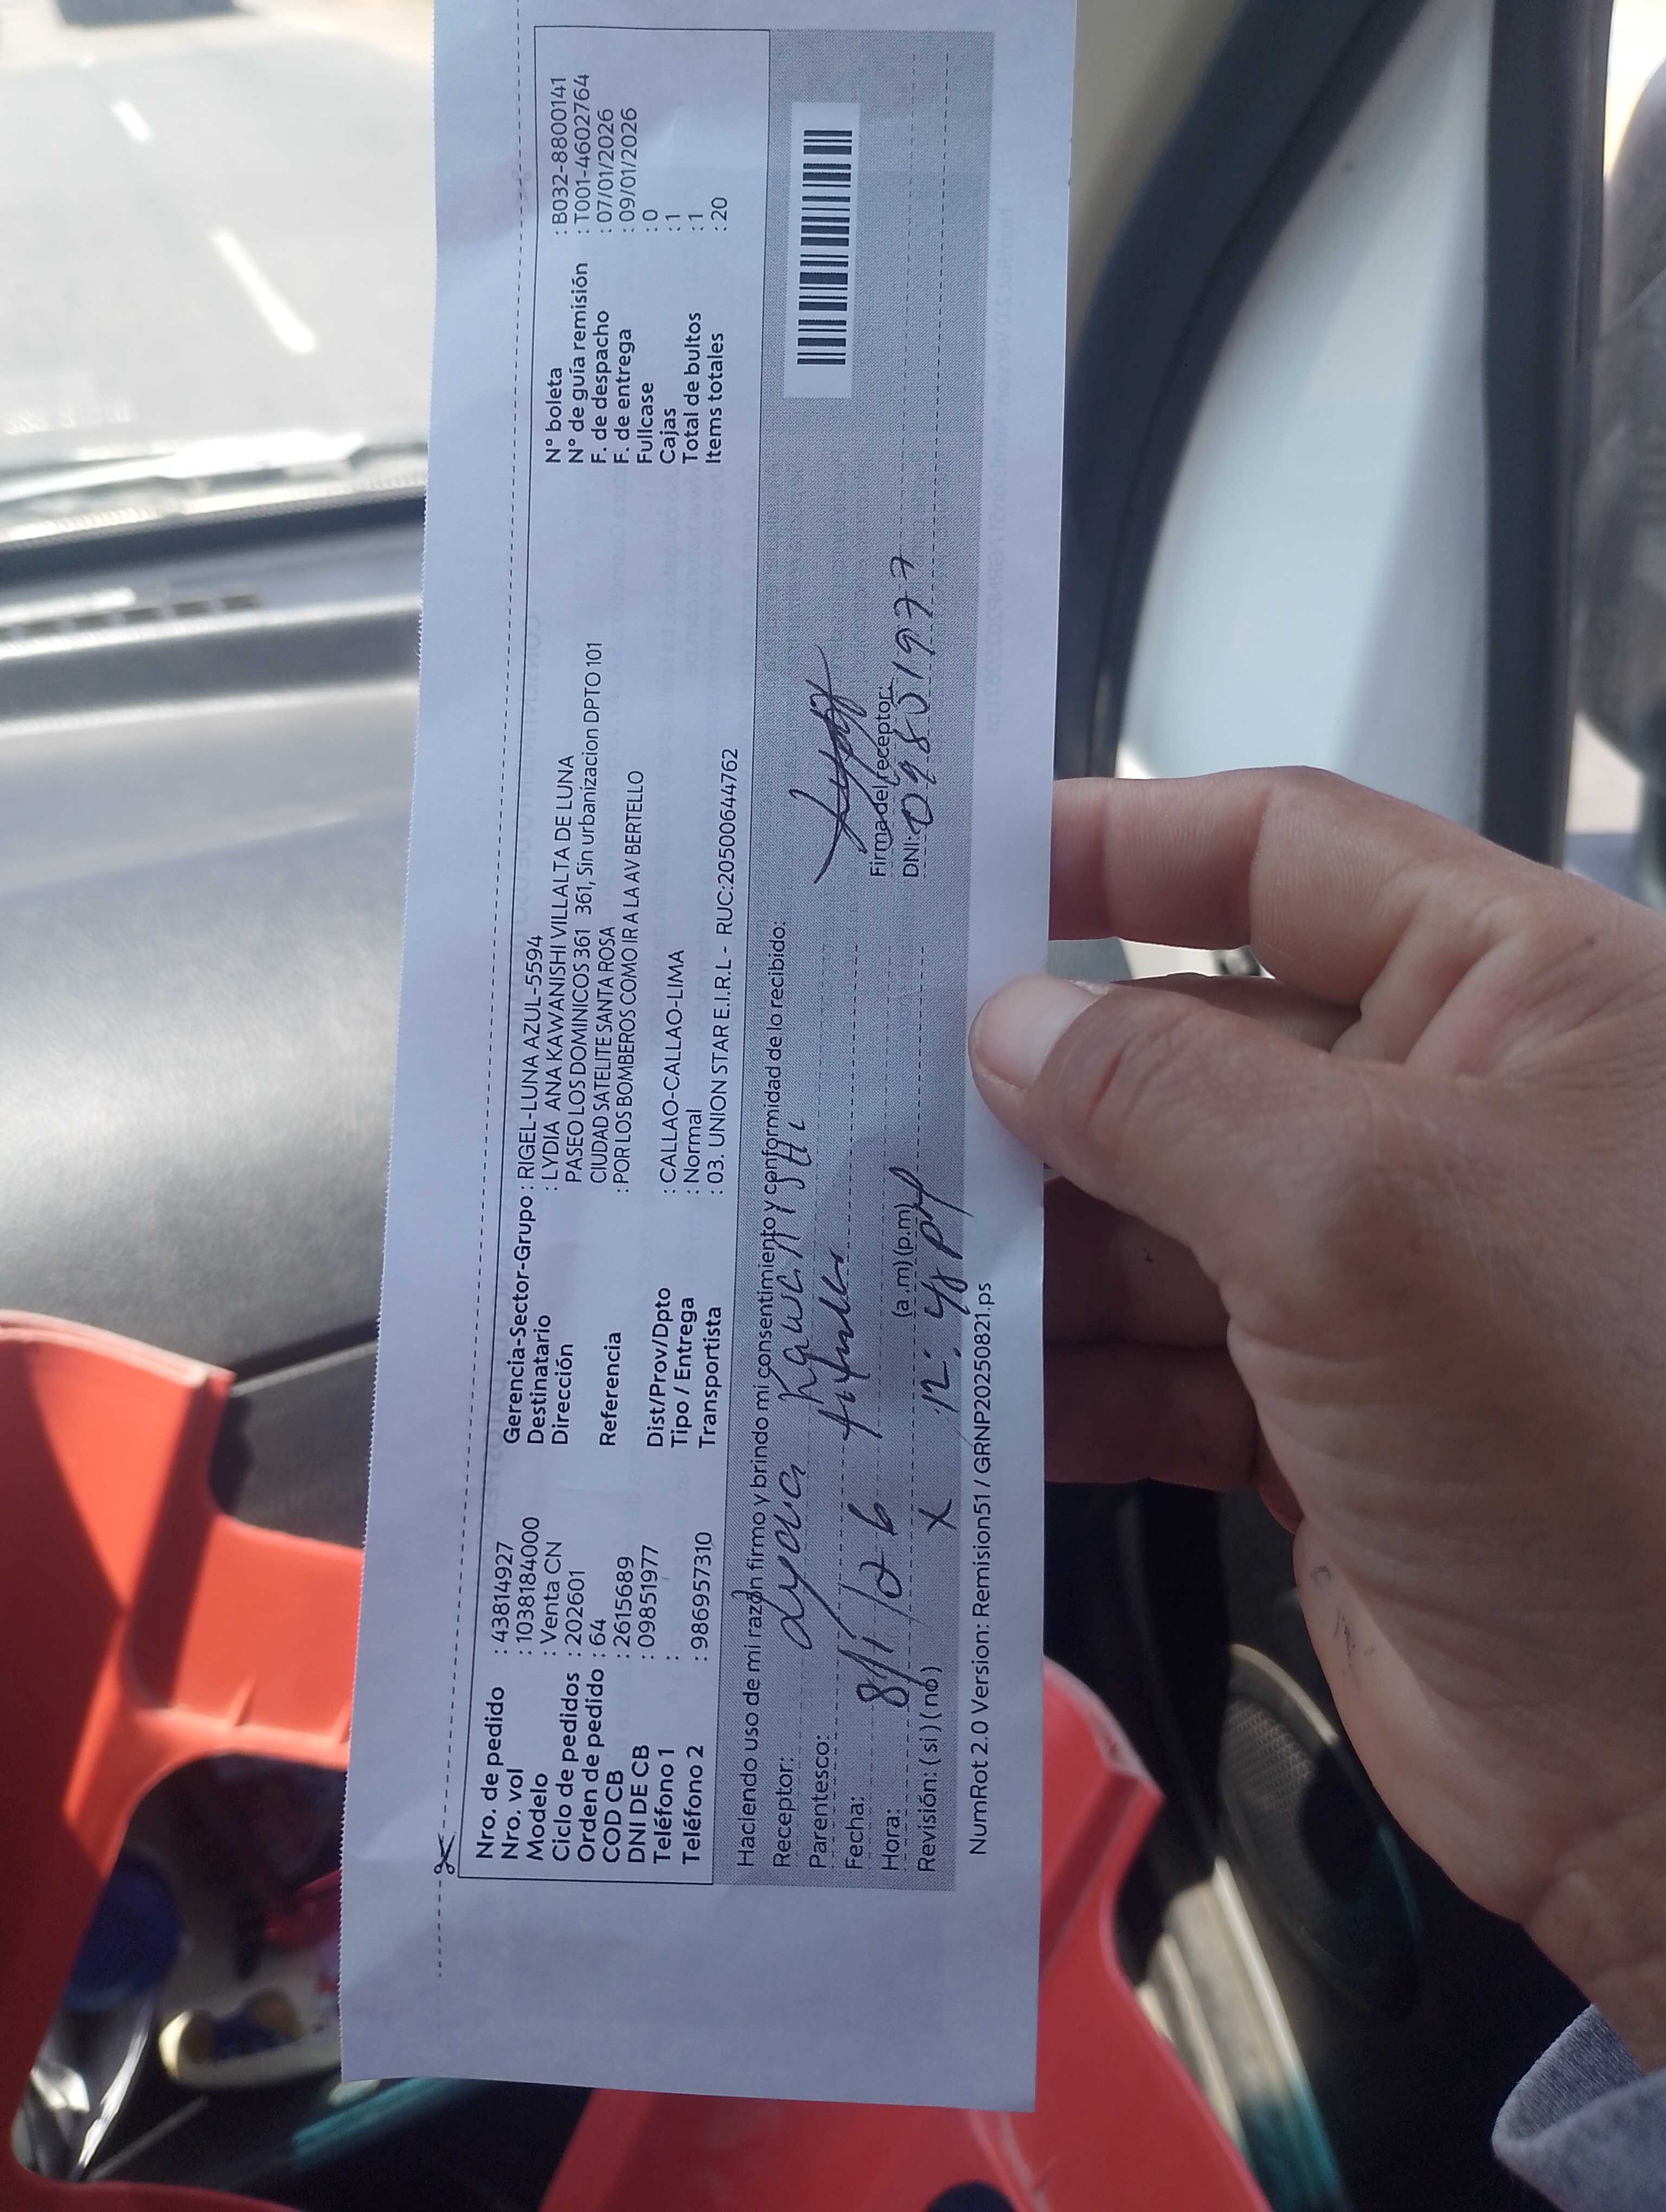 Nro. de pedido : 43814927
Nro. vol : 1038184000
Modelo : Venta CN
Ciclo de pedidos : 202601
Orden de pedido : 64
COD CB : 2615689
DNI DE CB : 09851977
Teléfono 1 :
Teléfono 2 : 986957310
Gerencia-Sector-Grupo : RIGEL-LUNA AZUL-5594
Destinatario : LYDIA ANA KAWANISHI VILLALTA DE LUNA
Dirección PASEO LOS DOMINICOS 361 361, Sin urbanizacion DPTO 101
CIUDAD SATELITE SANTA ROSA
Referencia : POR LOS BOMBEROS COMO IR A LA AV BERTELLO
Dist/Prov/Dpto : CALLAO-CALLAO-LIMA
Tipo / Entrega : Normal
Transportista : 03. UNION STAR E.I.R.L - RUC:20500644762
N° boleta : B032-8800141
N° de guía remisión : T001-4602764
F. de despacho : 07/01/2026
F. de entrega : 09/01/2026
Fullcase : 0
Cajas : 1
Total de bultos : 1
Items totales : 20
Haciendo uso de mi razón firmo y brindo mi consentimiento y conformidad de lo recibido:
Receptor:
Parentesco:
Fecha: 8/1/26
Hora: (a.m) (p.m)
Revisión: ( si ) ( no ) x
Firma del receptor:
DNI: 09851977
NumRot 2.0 Version: Remision51 / GRNP20250821.ps